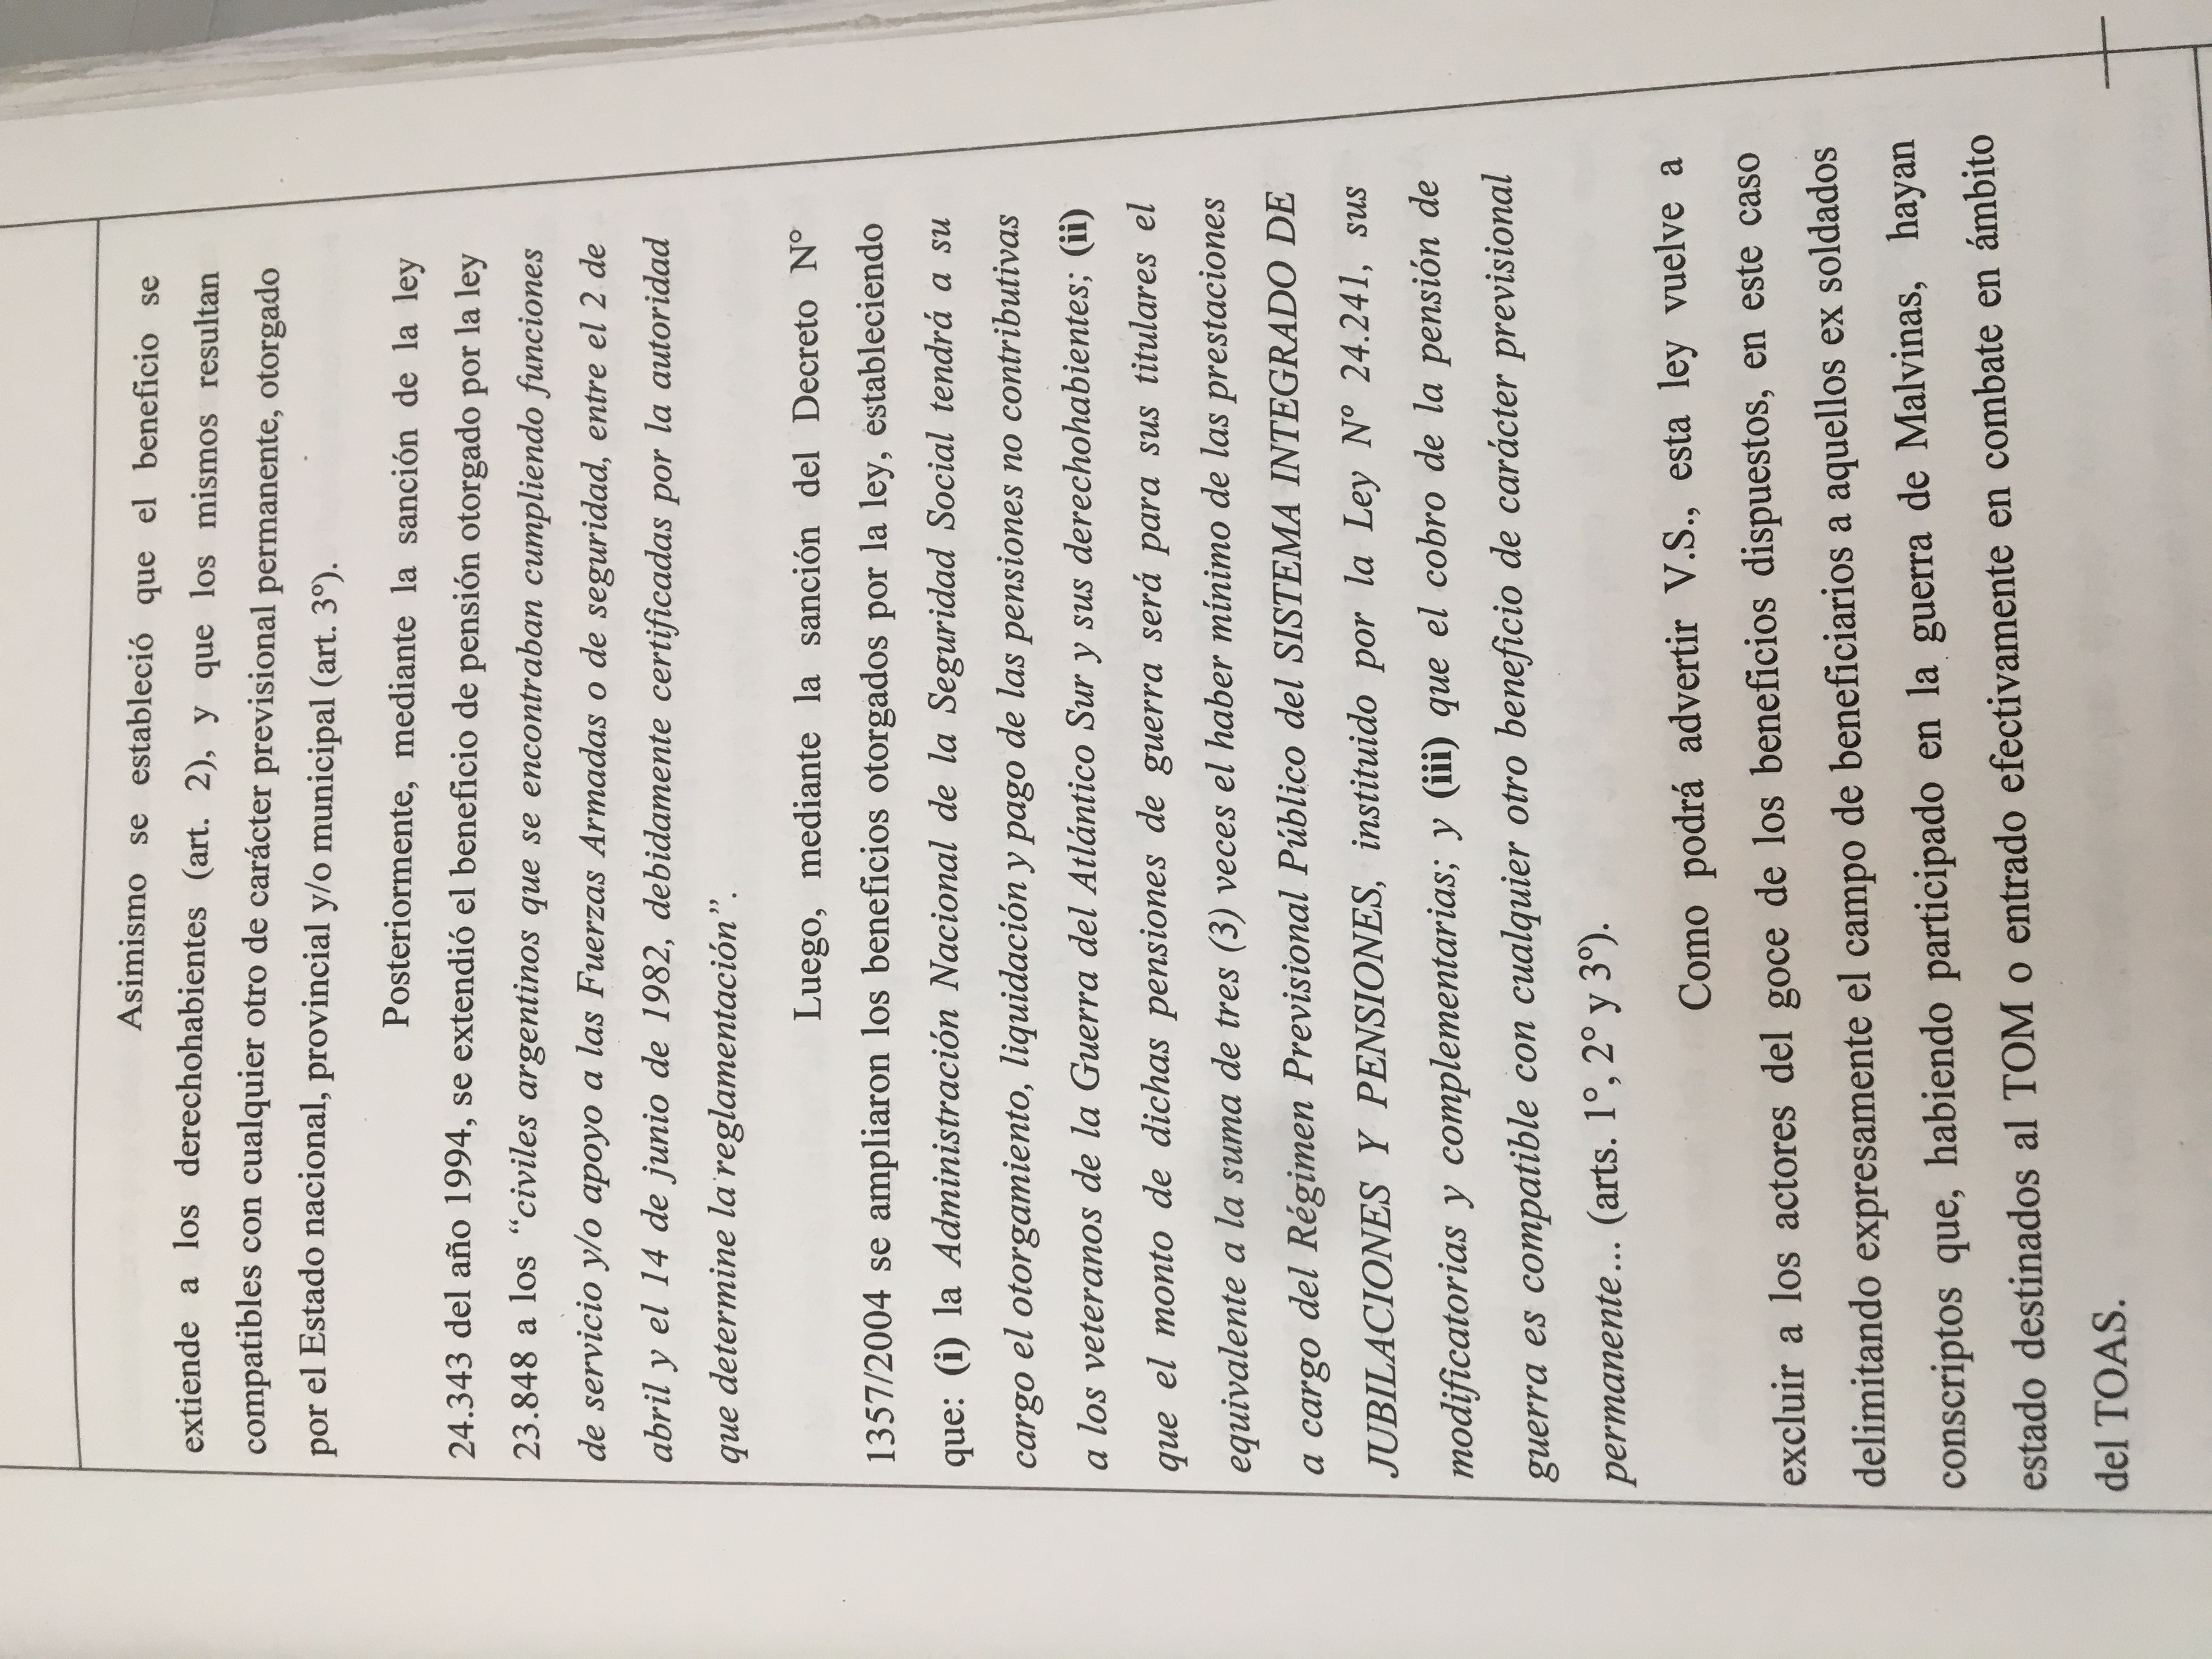 Asimismo se estableció que el beneficio se
extiende a los derechohabientes (art. 2), y que los mismos resultan
compatibles con cualquier otro de carácter previsional permanente, otorgado
por el Estado nacional, provincial y/o municipal (art. 3º).
Posteriormente, mediante la sanción de la ley
24.343 del año 1994, se extendió el beneficio de pensión otorgado por la ley
23.848 a los “civiles argentinos que se encontraban cumpliendo funciones
de servicio y/o apoyo a las Fuerzas Armadas o de seguridad, entre el 2 de
abril y el 14 de junio de 1982, debidamente certificadas por la autoridad
que determine la reglamentación”.
Luego, mediante la sanción del Decreto Nº
1357/2004 se ampliaron los beneficios otorgados por la ley, estableciendo
que: (i) la Administración Nacional de la Seguridad Social tendrá a su
cargo el otorgamiento, liquidación y pago de las pensiones no contributivas
a los veteranos de la Guerra del Atlántico Sur y sus derechohabientes; (ii)
que el monto de dichas pensiones de guerra será para sus titulares el
equivalente a la suma de tres (3) veces el haber mínimo de las prestaciones
a cargo del Régimen Previsional Público del SISTEMA INTEGRADO DE
JUBILACIONES Y PENSIONES, instituido por la Ley Nº 24.241, sus
modificatorias y complementarias; y (iii) que el cobro de la pensión de
guerra es compatible con cualquier otro beneficio de carácter previsional
permanente... (arts. 1º, 2º y 3º).
Como podrá advertir V.S., esta ley vuelve a
excluir a los actores del goce de los beneficios dispuestos, en este caso
delimitando expresamente el campo de beneficiarios a aquellos ex soldados
conscriptos que, habiendo participado en la guerra de Malvinas, hayan
estado destinados al TOM o entrado efectivamente en combate en ámbito
del TOAS.